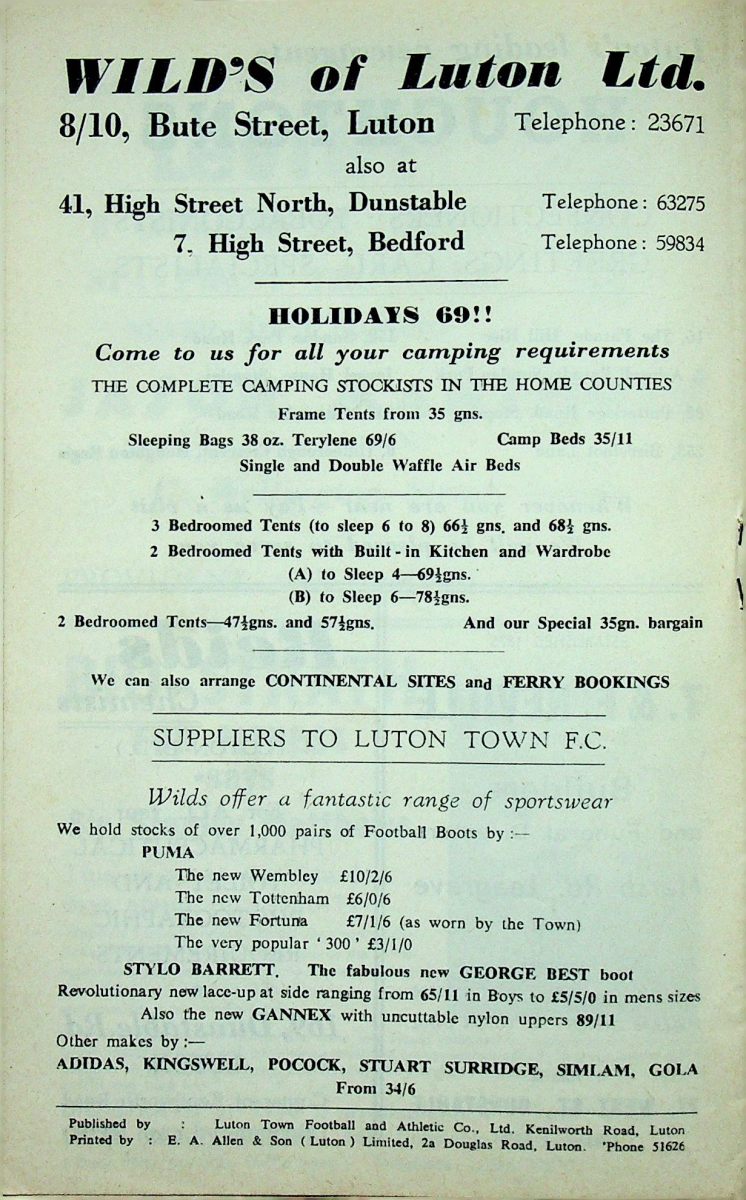 WILD'S of Luton Ltd.
8/10, Bute Street, Luton Telephone: 23671
also at
41, High Street North, Dunstable Telephone: 63275
7. High Street, Bedford Telephone: 59834
HOLIDAYS 69!!
Come to us for all your camping requirements
THE COMPLETE CAMPING STOCKISTS IN THE HOME COUNTIES
Frame Tents from 35 gns.
Sleeping Bags 38 oz. Terylene 69/6 Camp Beds 35/11
Single and Double Waffle Air Beds
3 Bedroomed Tents (to sleep 6 to 8) 66½ gns. and 68½ gns.
2 Bedroomed Tents with Built-in Kitchen and Wardrobe
(A) to Sleep 4—69½gns.
(B) to Sleep 6—78½gns.
2 Bedroomed Tents—47½gns. and 57½gns. And our Special 35gn. bargain
We can also arrange CONTINENTAL SITES and FERRY BOOKINGS
SUPPLIERS TO LUTON TOWN F.C.
Wilds offer a fantastic range of sportswear
We hold stocks of over 1,000 pairs of Football Boots by :—
PUMA
The new Wembley £10/2/6
The new Tottenham £6/0/6
The new Fortuna £7/1/6 (as worn by the Town)
The very popular '300' £3/1/0
STYLO BARRETT. The fabulous new GEORGE BEST boot
Revolutionary new lace-up at side ranging from 65/11 in Boys to £5/5/0 in mens sizes
Also the new GANNEX with uncuttable nylon uppers 89/11
Other makes by :—
ADIDAS, KINGSWELL, POCOCK, STUART SURRIDGE, SIMLAM, GOLA
From 34/6
Published by : Luton Town Football and Athletic Co., Ltd. Kenilworth Road, Luton
Printed by : E. A. Allen & Son (Luton) Limited, 2a Douglas Road, Luton. 'Phone 51626